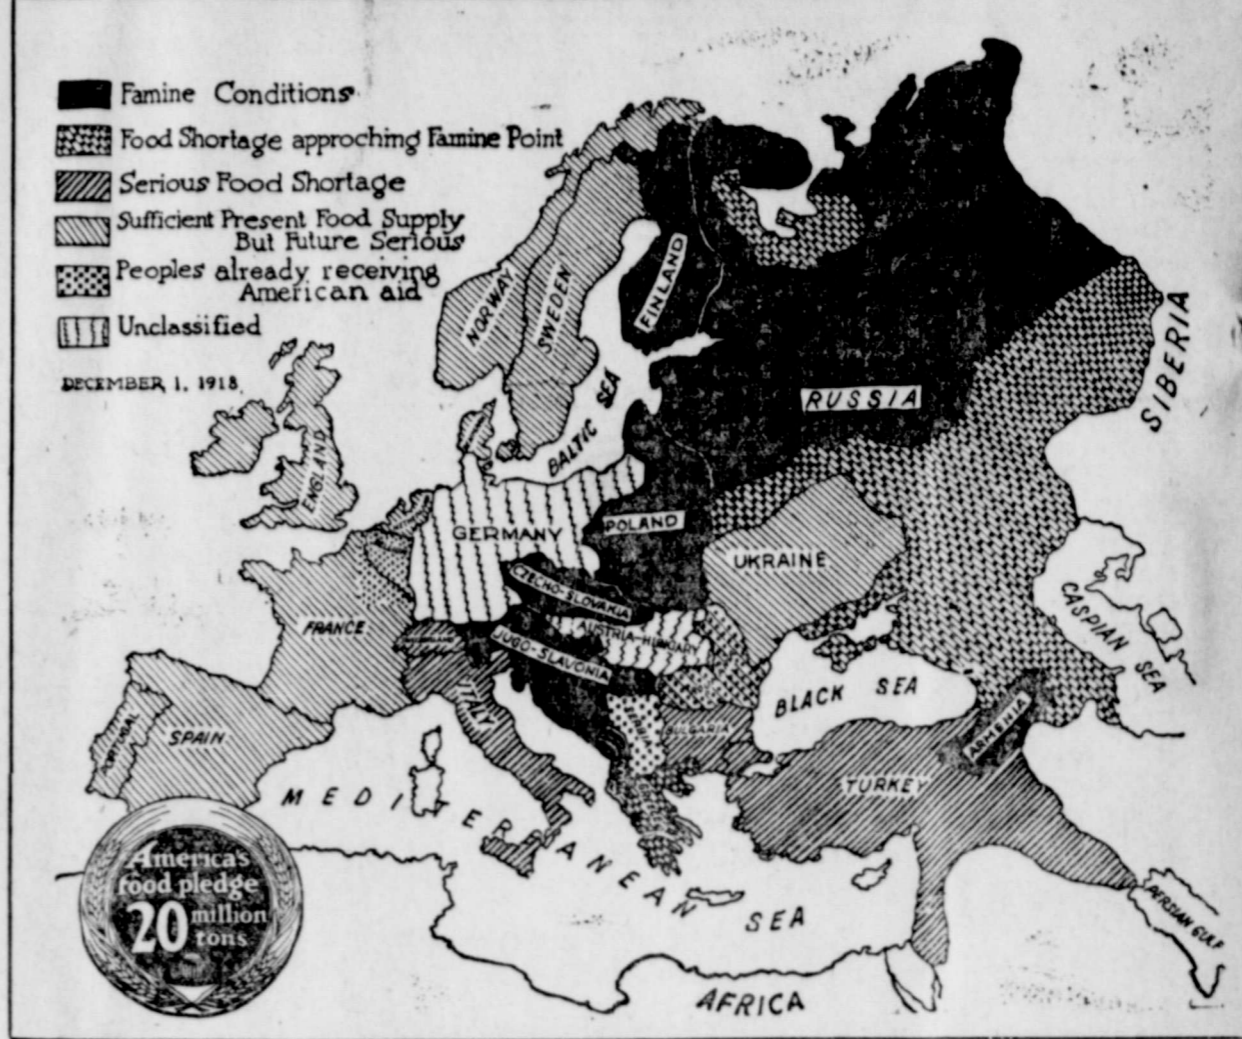 Famine Conditions
Food Shortage approching Famine Point
Serious Food Shortage
Sufficient Present Food Supply
But Future Serious
Peoples already receiving
American aid
Unclassified
DECEMBER 1, 1918.
NORWAY
SWEDEN
FINLAND
RUSSIA
SIBERIA
BALTIC SEA
ENGLAND
GERMANY
POLAND
UKRAINE
CZECHO-SLOVAKIA
AUSTRIA-HUNGARY
JUGO-SLAVONIA
FRANCE
ITALY
BULGARIA
BLACK SEA
CASPIAN SEA
ARMENIA
TURKEY
PORTUGAL
SPAIN
MEDITERRANEAN SEA
PERSIAN GULF
AFRICA
America's
food pledge
20 million
tons